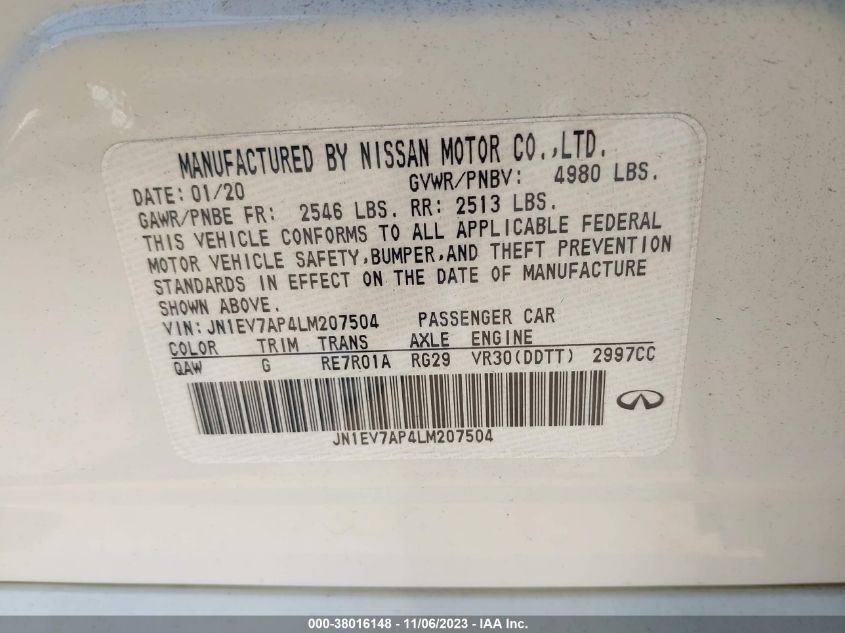 MANUFACTURED BY NISSAN MOTOR CO.,LTD.
DATE: 01/20 GVWR/PNBV: 4980 LBS.
GAWR/PNBE FR: 2546 LBS. RR: 2513 LBS.
THIS VEHICLE CONFORMS TO ALL APPLICABLE FEDERAL
MOTOR VEHICLE SAFETY,BUMPER,AND THEFT PREVENTION
STANDARDS IN EFFECT ON THE DATE OF MANUFACTURE
SHOWN ABOVE.
VIN: JN1EV7AP4LM207504 PASSENGER CAR
COLOR TRIM TRANS AXLE ENGINE
QAW G RE7R01A RG29 VR30(DDTT) 2997CC
JN1EV7AP4LM207504
000-38016148 - 11/06/2023 - IAA Inc.